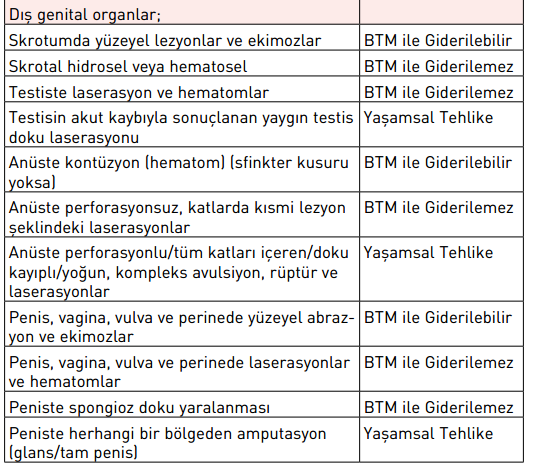 Dış genital organlar;
Skrotumda yüzeyel lezyonlar ve ekimozlar BTM ile Giderilebilir
Skrotal hidrosel veya hematosel BTM ile Giderilemez
Testiste laserasyon ve hematomlar BTM ile Giderilemez
Testisin akut kaybıyla sonuçlanan yaygın testis Yaşamsal Tehlike
doku laserasyonu
Anüste kontüzyon (hematom) (sfinkter kusuru BTM ile Giderilebilir
yoksa)
Anüste perforasyonsuz, katlarda kısmi lezyon BTM ile Giderilemez
şeklindeki laserasyonlar
Anüste perforasyonlu/tüm katları içeren/doku Yaşamsal Tehlike
kayıplı/yoğun, kompleks avulsiyon, rüptür ve
laserasyonlar
Penis, vagina, vulva ve perinede yüzeyel abraz- BTM ile Giderilebilir
yon ve ekimozlar
Penis, vagina, vulva ve perinede laserasyonlar BTM ile Giderilemez
ve hematomlar
Peniste spongioz doku yaralanması BTM ile Giderilemez
Peniste herhangi bir bölgeden amputasyon Yaşamsal Tehlike
(glans/tam penis)